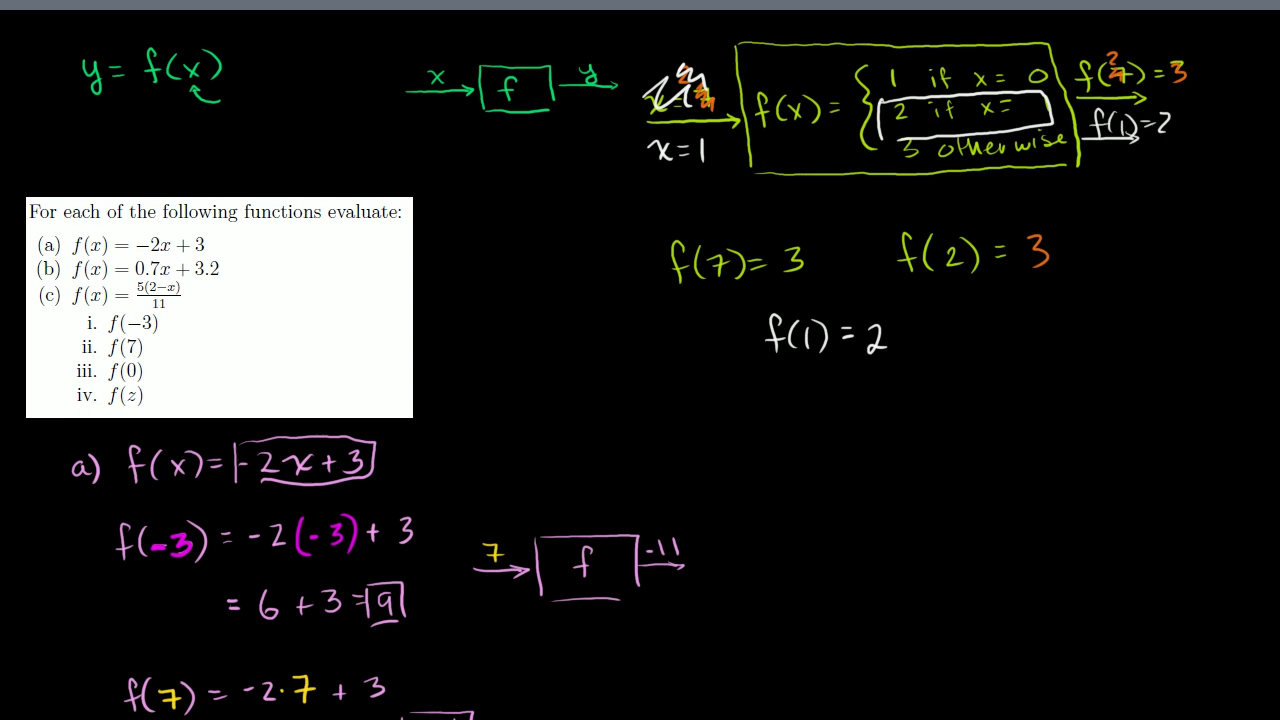 y = f(x)
x f y
x = 1
f(x) = { 1 if x = 0
2 if x =
3 otherwise
f( ) = 3
f(1) = 2
For each of the following functions evaluate:
(a) f(x) = −2x + 3
(b) f(x) = 0.7x + 3.2
(c) f(x) = 5(2−x)/11
i. f(−3)
ii. f(7)
iii. f(0)
iv. f(z)
f(7) = 3 f(2) = 3
f(1) = 2
a) f(x) = -2x + 3
f(-3) = -2(-3) + 3
= 6 + 3 = 9
7 f -11
f(7) = -2·7 + 3